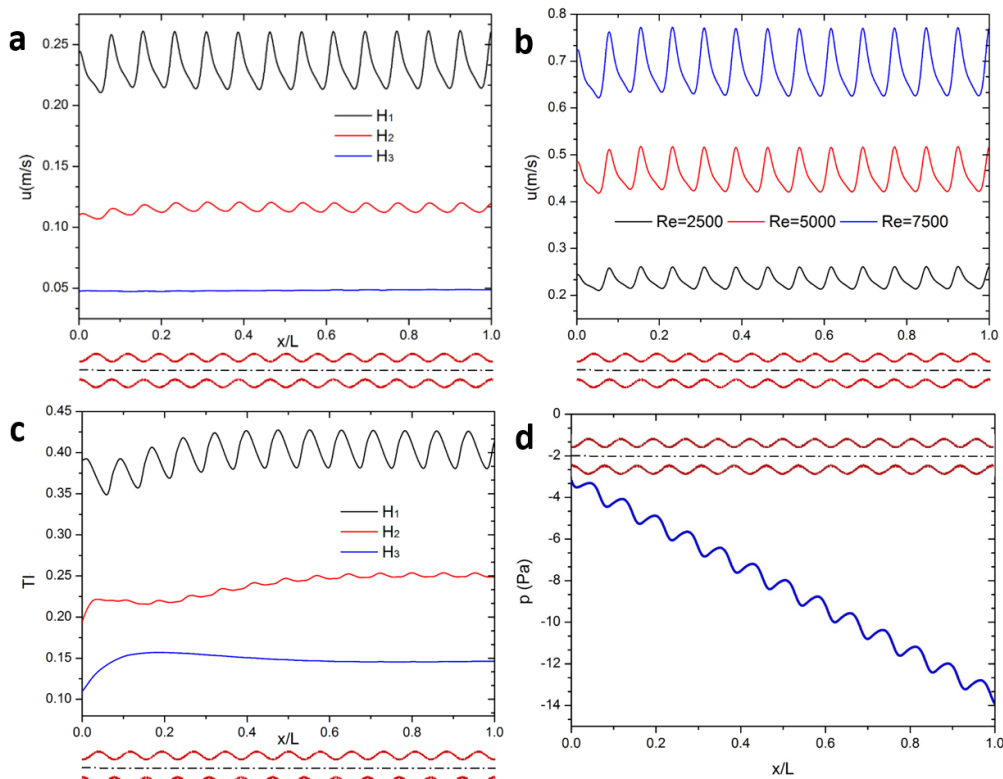 a
0.25
0.20
0.15
0.10
0.05
u(m/s)
H1
H2
H3
0.0 0.2 0.4 0.6 0.8 1.0
x/L
b
0.8
0.7
0.6
0.5
0.4
0.3
0.2
u(m/s)
Re=2500 Re=5000 Re=7500
0.0 0.2 0.4 0.6 0.8 1.0
c
0.45
0.40
0.35
0.30
0.25
0.20
0.15
0.10
TI
H1
H2
H3
0.0 0.2 0.4 0.6 0.8 1.0
x/L
d
0
-2
-4
-6
-8
-10
-12
-14
p (Pa)
0.0 0.2 0.4 0.6 0.8 1.0
x/L